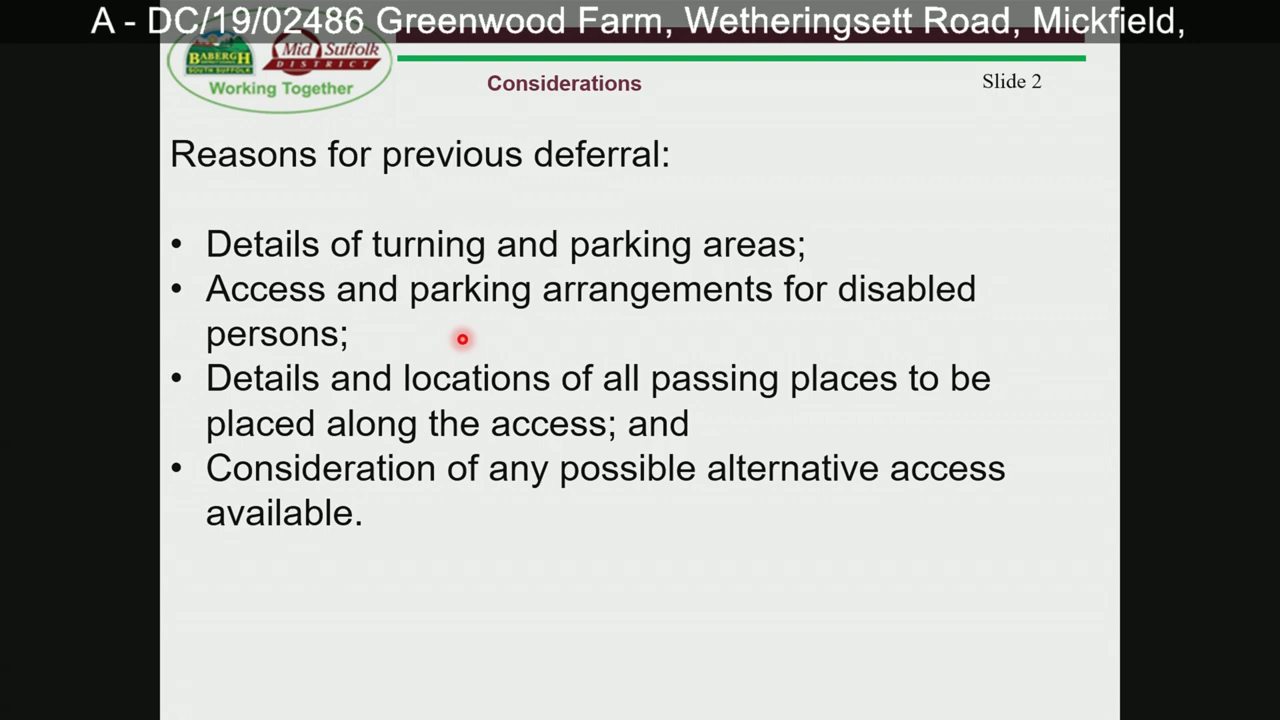 A - DC/19/02486 Greenwood Farm, Wetheringsett Road, Mickfield,
BABERGH
SOUTH SUFFOLK
Mid Suffolk
DISTRICT
Working Together
Considerations
Slide 2
Reasons for previous deferral:
• Details of turning and parking areas;
• Access and parking arrangements for disabled
persons;
• Details and locations of all passing places to be
placed along the access; and
• Consideration of any possible alternative access
available.